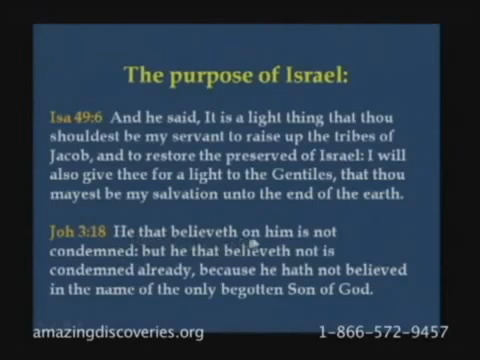 The purpose of Israel:
Isa 49:6 And he said, It is a light thing that thou
shouldest be my servant to raise up the tribes of
Jacob, and to restore the preserved of Israel: I will
also give thee for a light to the Gentiles, that thou
mayest be my salvation unto the end of the earth.
Joh 3:18 He that believeth on him is not
condemned: but he that believeth not is
condemned already, because he hath not believed
in the name of the only begotten Son of God.
amazingdiscoveries.org 1-866-572-9457